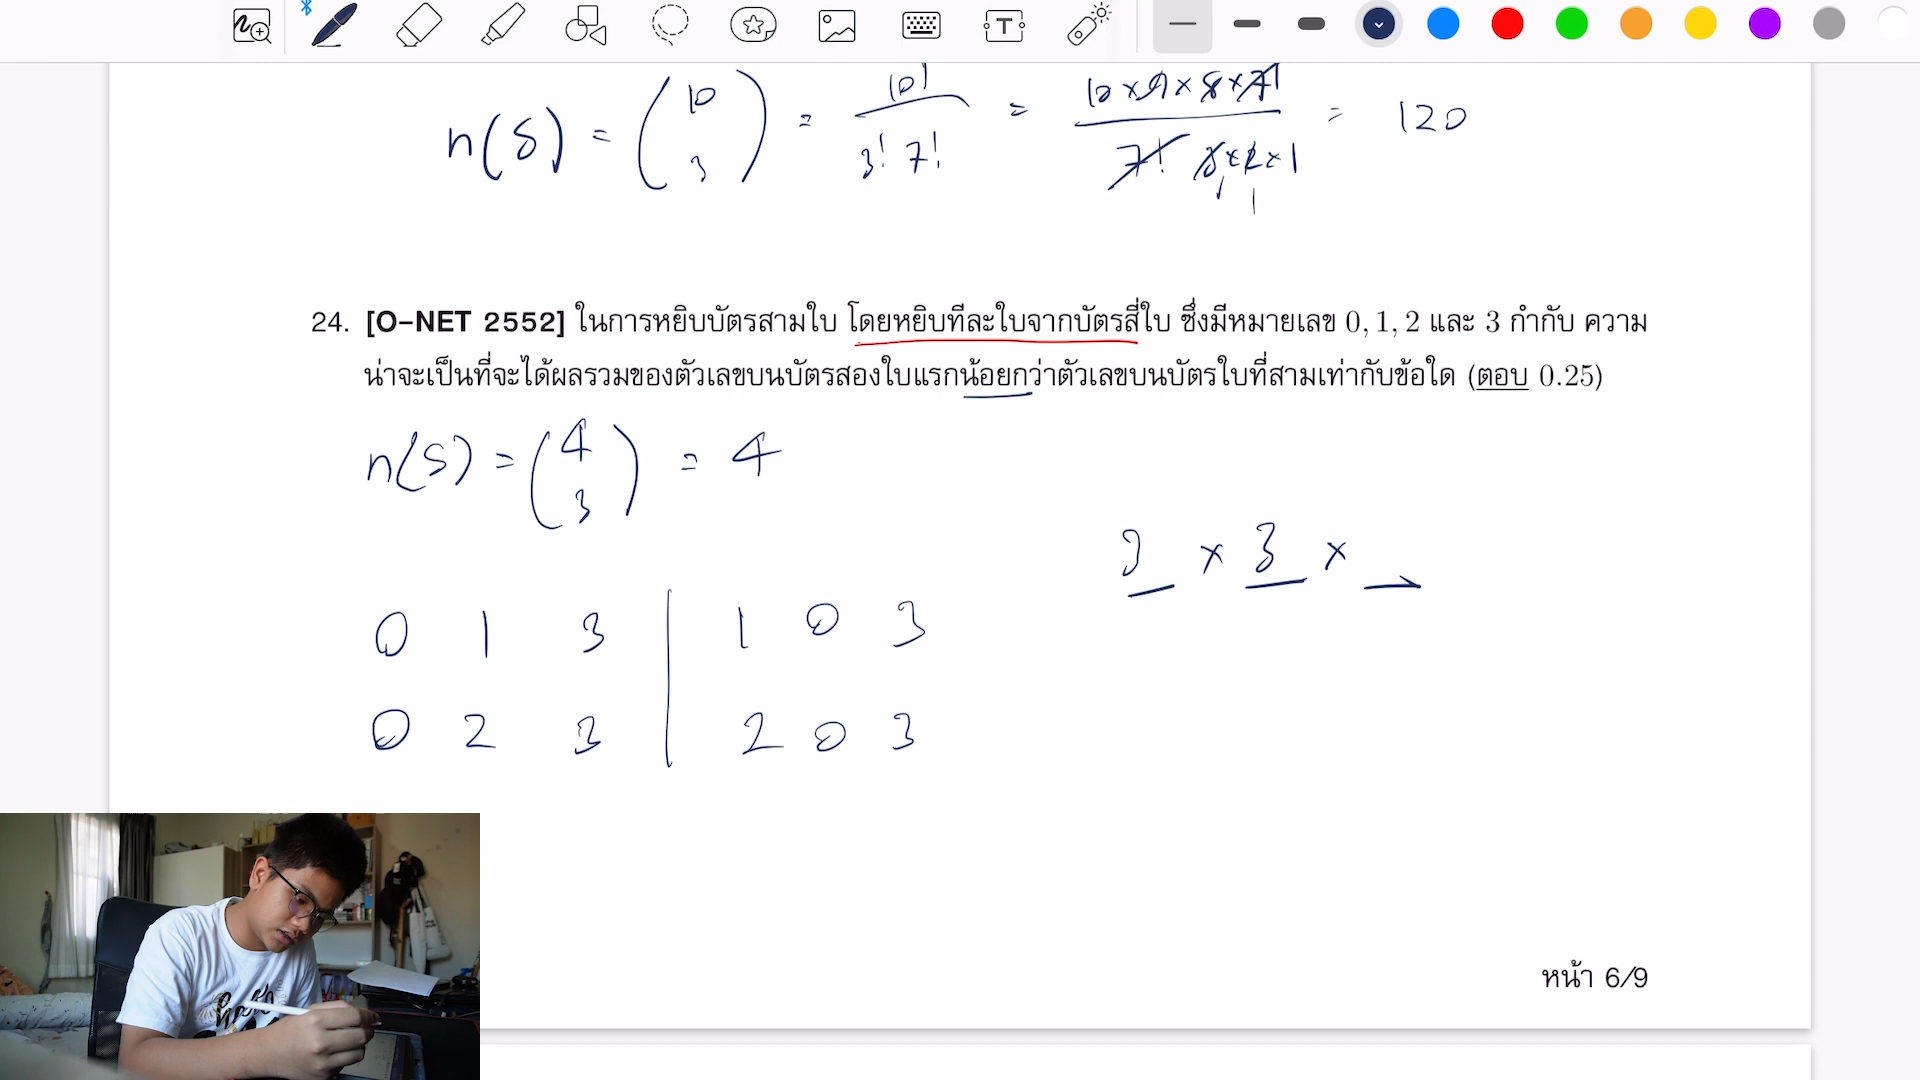 n(S) = (10 3) = 10! / 3! 7! = 10 × 9 × 8 × 7! / 7! 3 × 2 × 1 = 120
24. [O-NET 2552] ในการหยิบบัตรสามใบ โดยหยิบทีละใบจากบัตรสี่ใบ ซึ่งมีหมายเลข 0, 1, 2 และ 3 กำกับ ความ
น่าจะเป็นที่จะได้ผลรวมของตัวเลขบนบัตรสองใบแรกน้อยกว่าตัวเลขบนบัตรใบที่สามเท่ากับข้อใด (ตอบ 0.25)
n(S) = (4 3) = 4
3 × 3 ×
0 1 3 | 1 0 3
0 2 3 | 2 0 3
หน้า 6/9